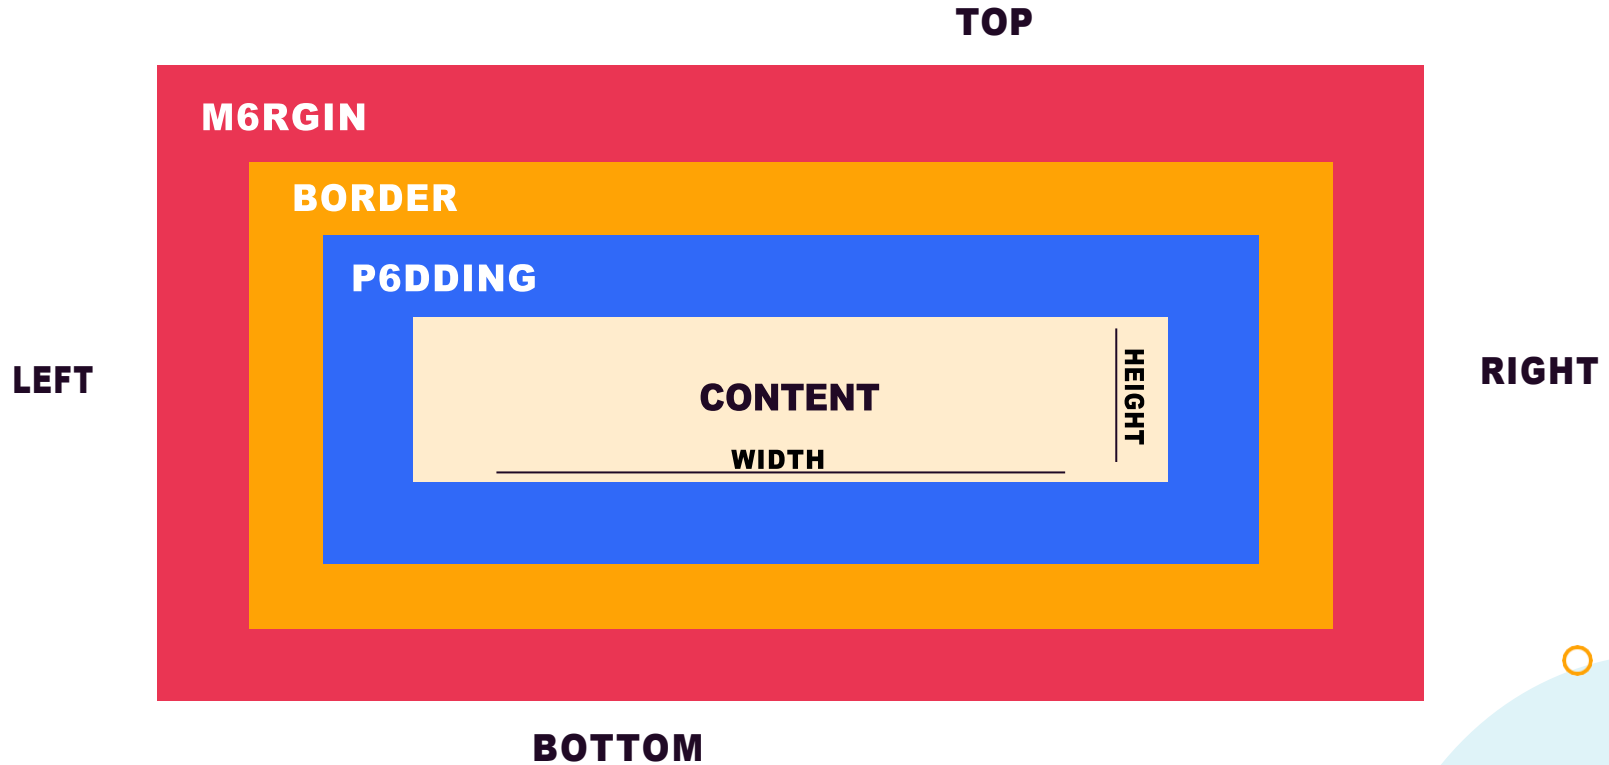 TOP
M6RGIN
BORDER
P6DDING
LEFT
CONTENT
WIDTH
HEIGHT
RIGHT
BOTTOM